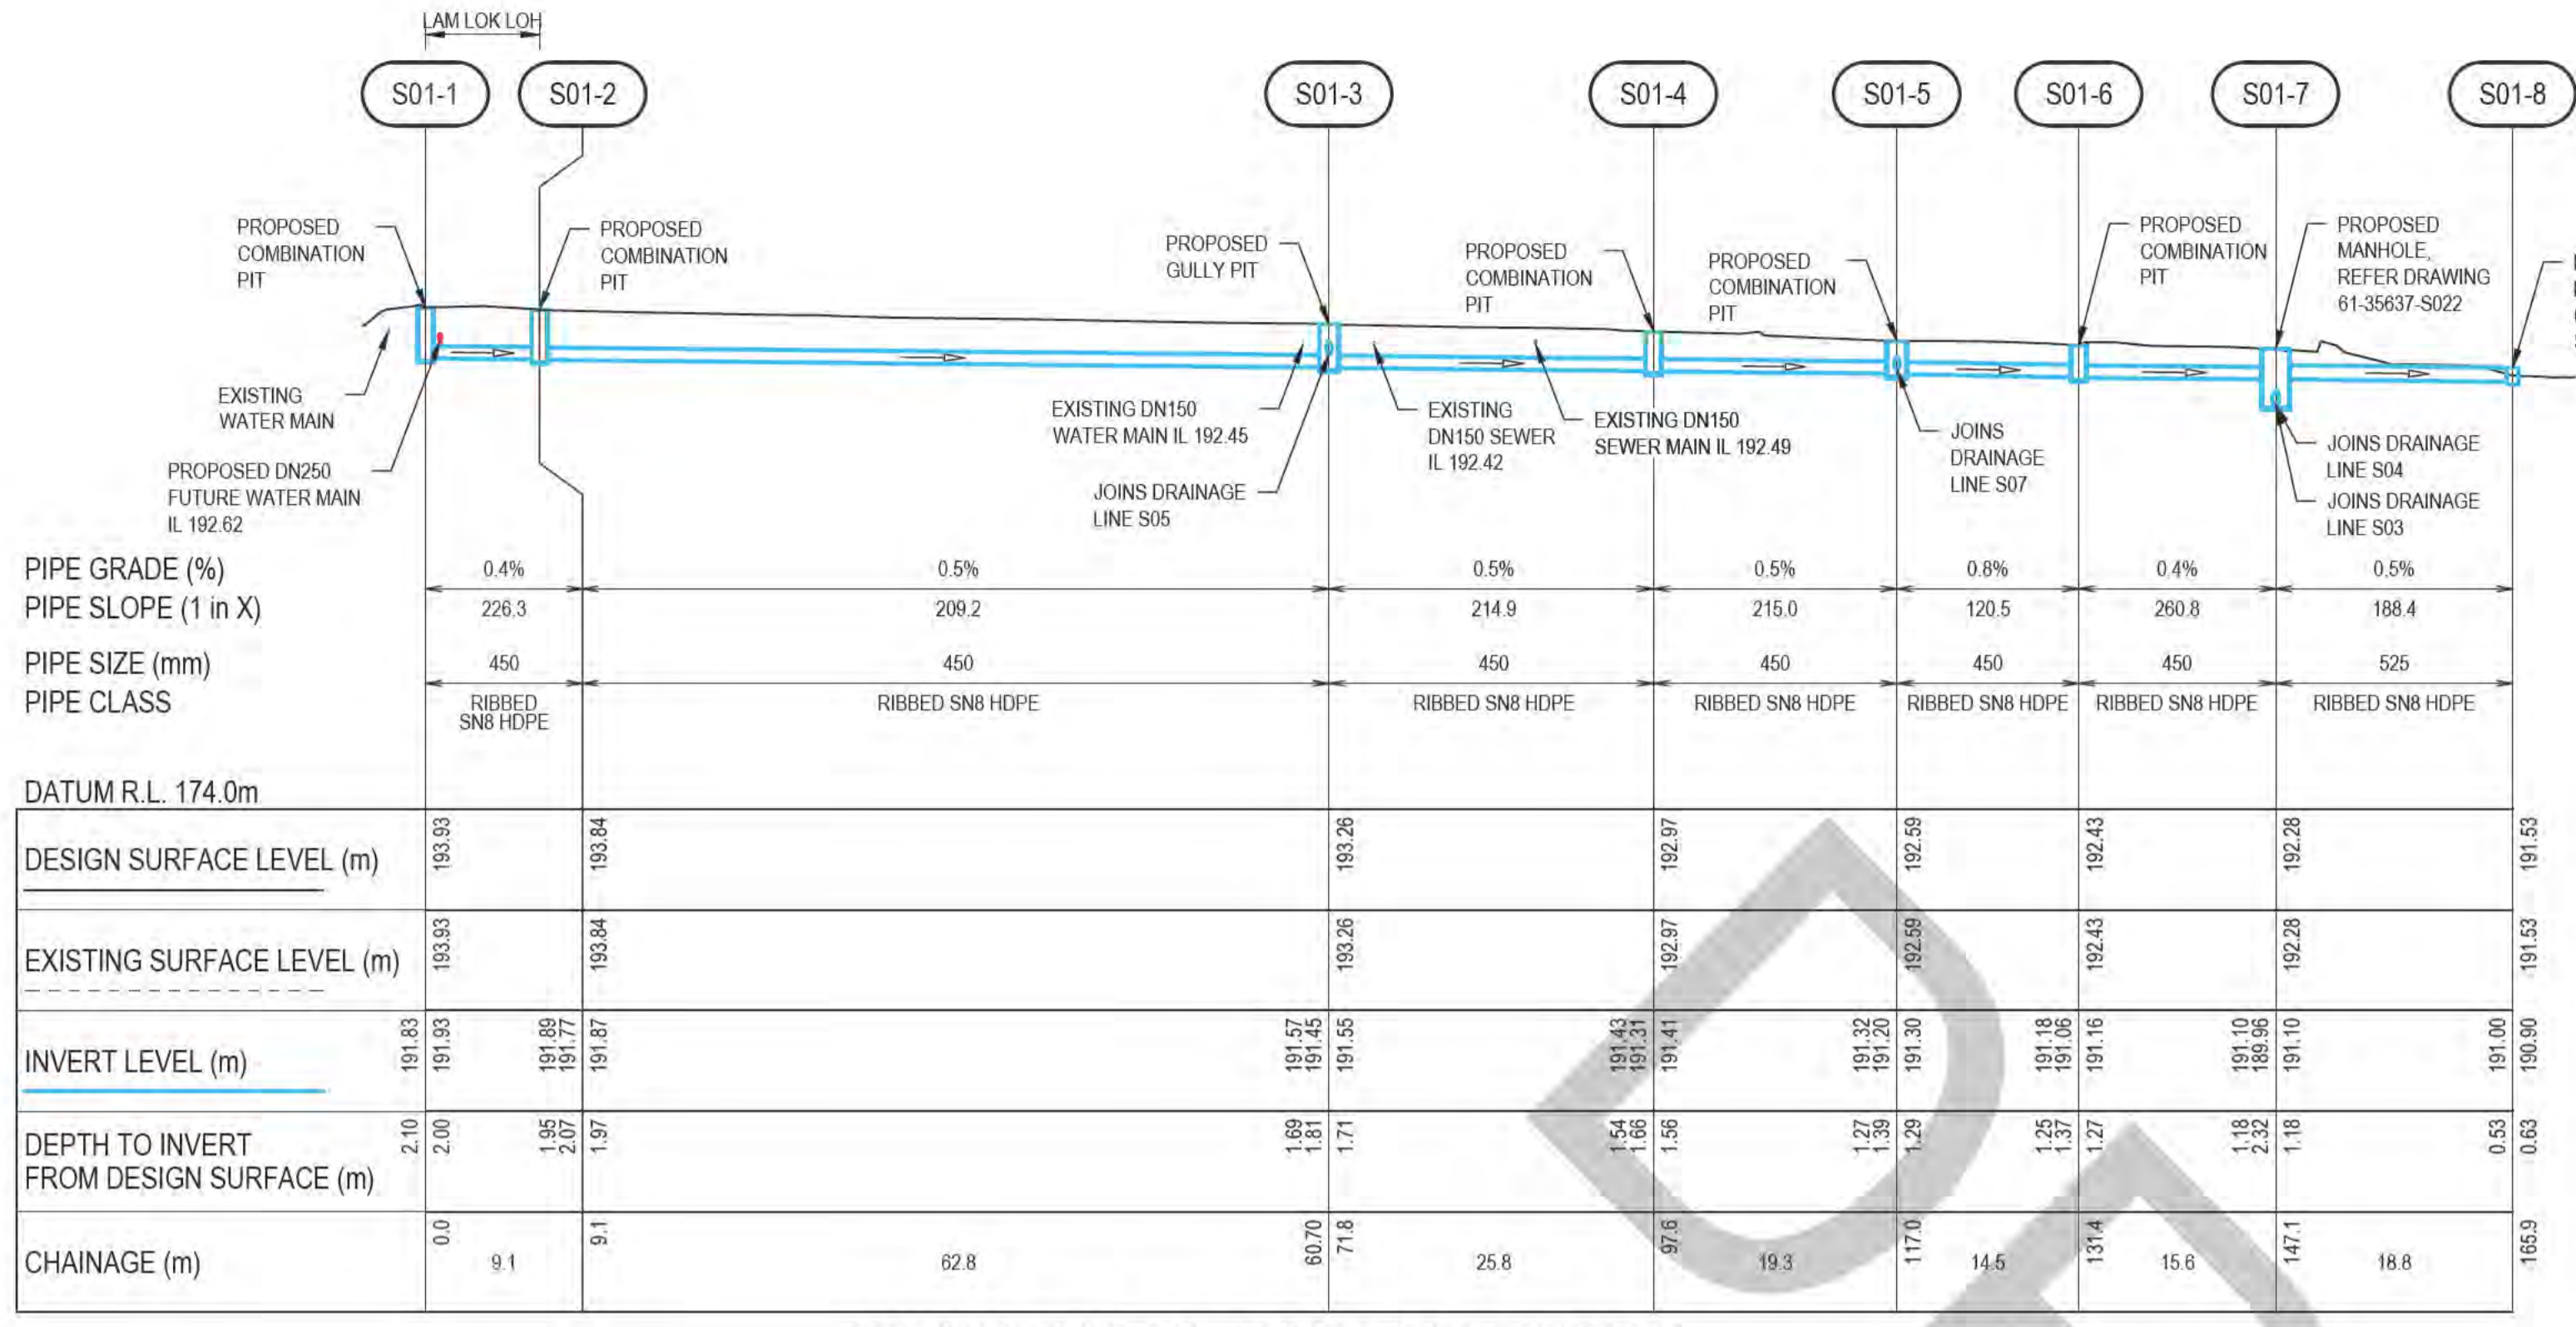 LAM LOK LOH
S01-1 S01-2 S01-3 S01-4 S01-5 S01-6 S01-7 S01-8
PROPOSED
COMBINATION
PIT
PROPOSED
COMBINATION
PIT
PROPOSED
GULLY PIT
PROPOSED
COMBINATION
PIT
PROPOSED
COMBINATION
PIT
PROPOSED
COMBINATION
PIT
PROPOSED
MANHOLE,
REFER DRAWING
61-35637-S022
EXISTING
WATER MAIN
PROPOSED DN250
FUTURE WATER MAIN
IL 192.62
EXISTING DN150
WATER MAIN IL 192.45
JOINS DRAINAGE
LINE S05
EXISTING
DN150 SEWER
IL 192.42
EXISTING DN150
SEWER MAIN IL 192.49
JOINS
DRAINAGE
LINE S07
JOINS DRAINAGE
LINE S04
JOINS DRAINAGE
LINE S03
PIPE GRADE (%) 0.4% 0.5% 0.5% 0.5% 0.8% 0.4% 0.5%
PIPE SLOPE (1 in X) 226.3 209.2 214.9 215.0 120.5 260.8 188.4
PIPE SIZE (mm) 450 450 450 450 450 450 525
PIPE CLASS RIBBED
SN8 HDPE RIBBED SN8 HDPE RIBBED SN8 HDPE RIBBED SN8 HDPE RIBBED SN8 HDPE RIBBED SN8 HDPE RIBBED SN8 HDPE
DATUM R.L. 174.0m
DESIGN SURFACE LEVEL (m) 193.93 193.84 193.26 192.97 192.59 192.43 192.28 191.53
EXISTING SURFACE LEVEL (m) 193.93 193.84 193.26 192.97 192.59 192.43 192.28 191.53
INVERT LEVEL (m) 191.83 191.93 191.89 191.77 191.87 191.57 191.45 191.55 191.43 191.31 191.41 191.32 191.20 191.30 191.18 191.06 191.16 191.10 189.96 191.10 191.00 190.90
DEPTH TO INVERT
FROM DESIGN SURFACE (m) 2.10 2.00 1.95 2.07 1.97 1.69 1.81 1.71 1.54 1.66 1.56 1.27 1.39 1.29 1.25 1.37 1.27 1.18 2.32 1.18 0.53 0.63
CHAINAGE (m) 0.0 9.1 9.1 62.8 60.70 71.8 25.8 97.6 19.3 117.0 14.5 131.4 15.6 147.1 18.8 165.9